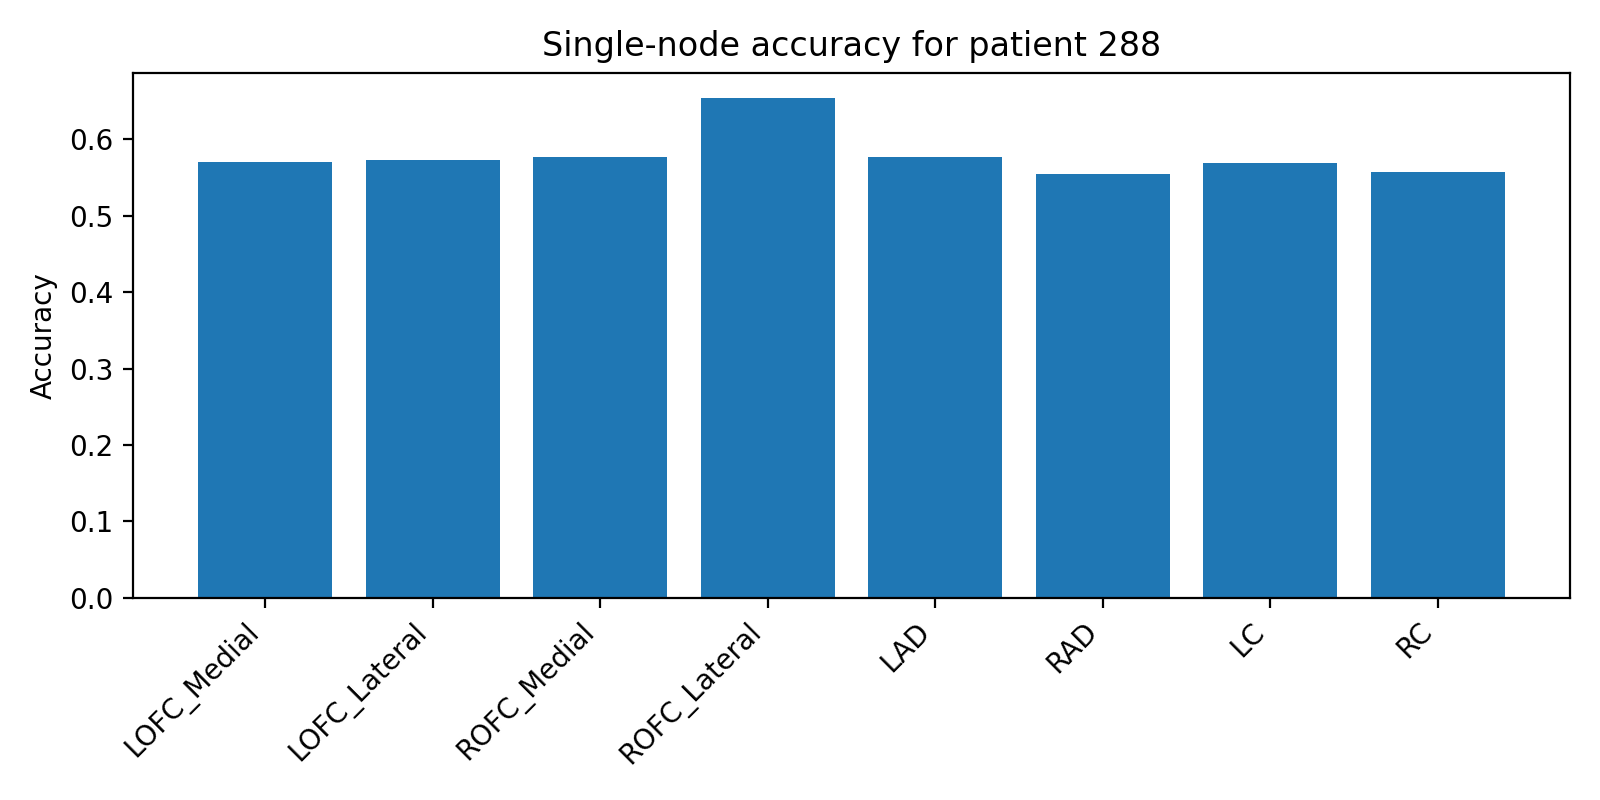 Single-node accuracy for patient 288
Accuracy
0.6
0.5
0.4
0.3
0.2
0.1
0.0
LOFC_Medial
LOFC_Lateral
ROFC_Medial
ROFC_Lateral
LAD
RAD
LC
RC